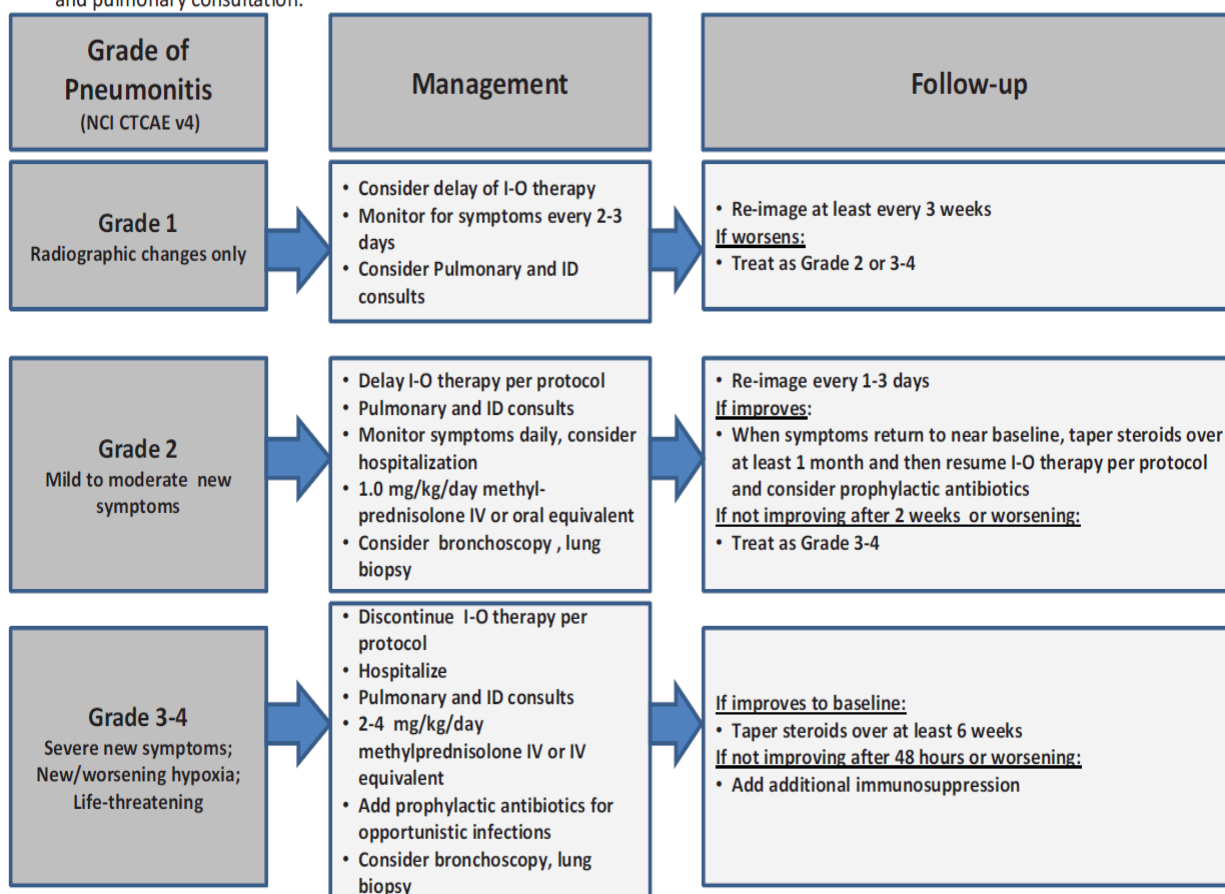 and pulmonary consultation.
Grade of
Pneumonitis
(NCI CTCAE v4)
Management
Follow-up
Grade 1
Radiographic changes only
• Consider delay of I-O therapy
• Monitor for symptoms every 2-3
days
• Consider Pulmonary and ID
consults
• Re-image at least every 3 weeks
If worsens:
• Treat as Grade 2 or 3-4
Grade 2
Mild to moderate new
symptoms
• Delay I-O therapy per protocol
• Pulmonary and ID consults
• Monitor symptoms daily, consider
hospitalization
• 1.0 mg/kg/day methyl-
prednisolone IV or oral equivalent
• Consider bronchoscopy , lung
biopsy
• Re-image every 1-3 days
If improves:
• When symptoms return to near baseline, taper steroids over
at least 1 month and then resume I-O therapy per protocol
and consider prophylactic antibiotics
If not improving after 2 weeks or worsening:
• Treat as Grade 3-4
Grade 3-4
Severe new symptoms;
New/worsening hypoxia;
Life-threatening
• Discontinue I-O therapy per
protocol
• Hospitalize
• Pulmonary and ID consults
• 2-4 mg/kg/day
methylprednisolone IV or IV
equivalent
• Add prophylactic antibiotics for
opportunistic infections
• Consider bronchoscopy, lung
biopsy
If improves to baseline:
• Taper steroids over at least 6 weeks
If not improving after 48 hours or worsening:
• Add additional immunosuppression